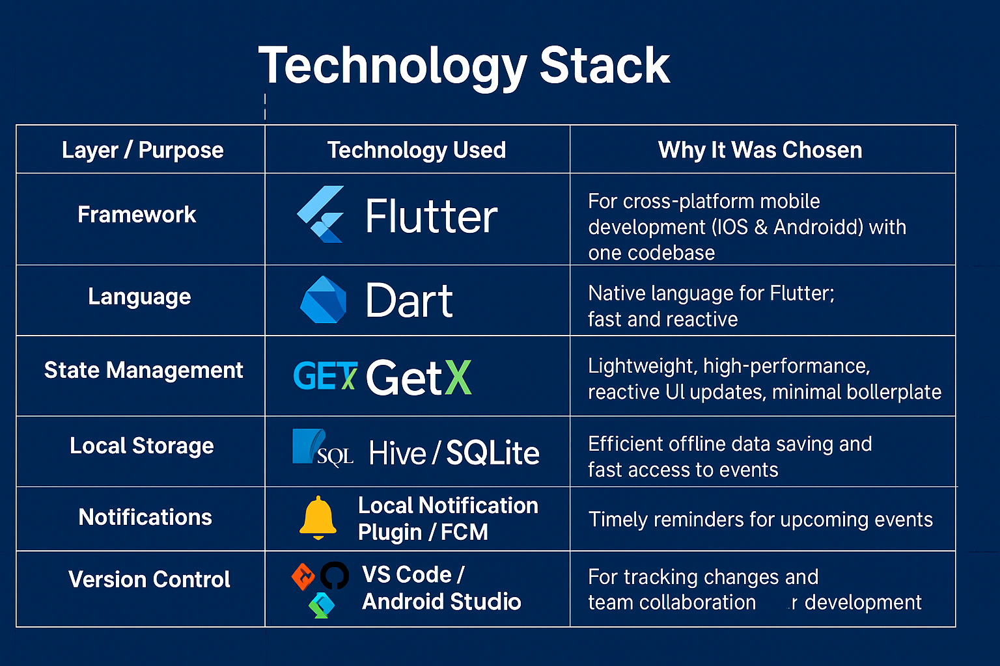 Technology Stack
Layer / Purpose
Technology Used
Why It Was Chosen
Framework
Flutter
For cross-platform mobile
development (IOS & Androidd) with
one codebase
Language
Dart
Native language for Flutter;
fast and reactive
State Management
GETX
GetX
Lightweight, high-performance,
reactive UI updates, minimal bollerplate
Local Storage
SQL
Hive / SQLite
Efficient offline data saving and
fast access to events
Notifications
Local Notification
Plugin / FCM
Timely reminders for upcoming events
Version Control
VS Code /
Android Studio
For tracking changes and
team collaboration r development